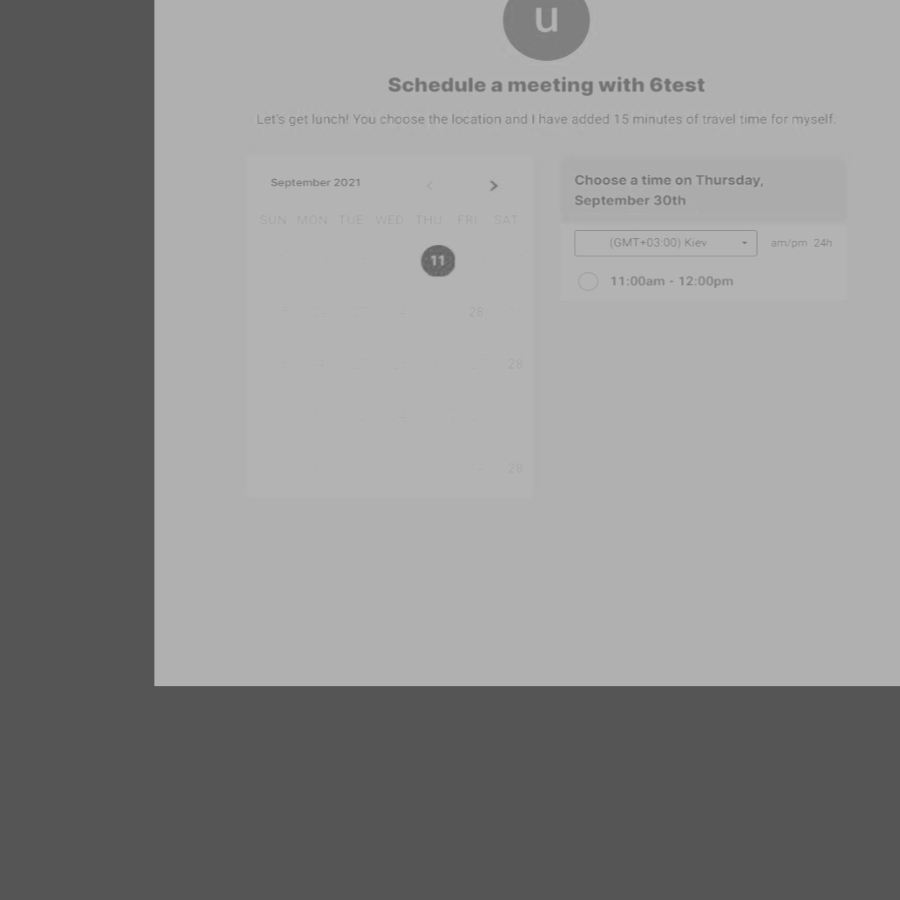 u
Schedule a meeting with 6test
Let's get lunch! You choose the location and I have added 15 minutes of travel time for myself.
September 2021
SUN MON TUE WED THU FRI SAT
11
28
28
28
Choose a time on Thursday,
September 30th
(GMT+03:00) Kiev
am/pm 24h
11:00am - 12:00pm